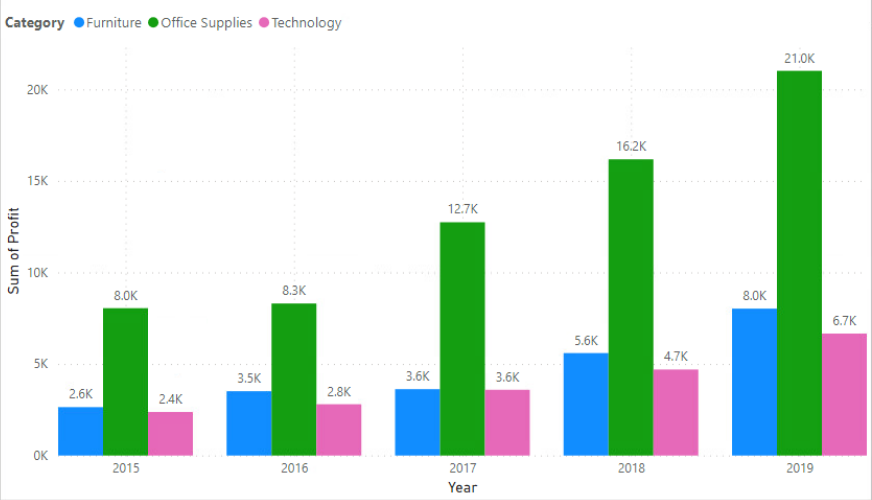 Category Furniture Office Supplies Technology
21.0K
20K
16.2K
15K
12.7K
Sum of Profit
10K
8.0K
8.3K
8.0K
6.7K
5.6K
5K
4.7K
2.6K
2.4K
3.5K
2.8K
3.6K
3.6K
0K
2015 2016 2017 2018 2019
Year